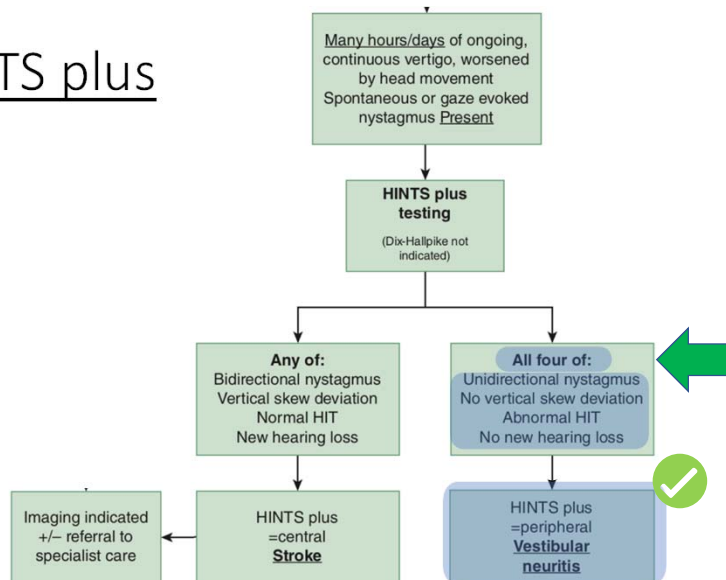 TS plus
Many hours/days of ongoing,
continuous vertigo, worsened
by head movement
Spontaneous or gaze evoked
nystagmus Present
HINTS plus
testing
(Dix-Hallpike not
indicated)
Any of:
Bidirectional nystagmus
Vertical skew deviation
Normal HIT
New hearing loss
All four of:
Unidirectional nystagmus
No vertical skew deviation
Abnormal HIT
No new hearing loss
Imaging indicated
+/– referral to
specialist care
HINTS plus
=central
Stroke
HINTS plus
=peripheral
Vestibular
neuritis